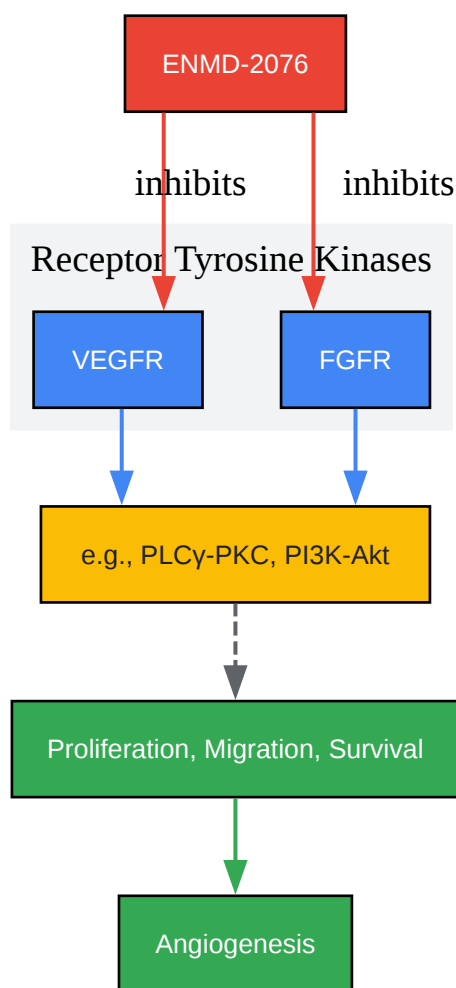 ENMD-2076
inhibits
inhibits
Receptor Tyrosine Kinases
VEGFR
FGFR
e.g., PLCγ-PKC, PI3K-Akt
Proliferation, Migration, Survival
Angiogenesis